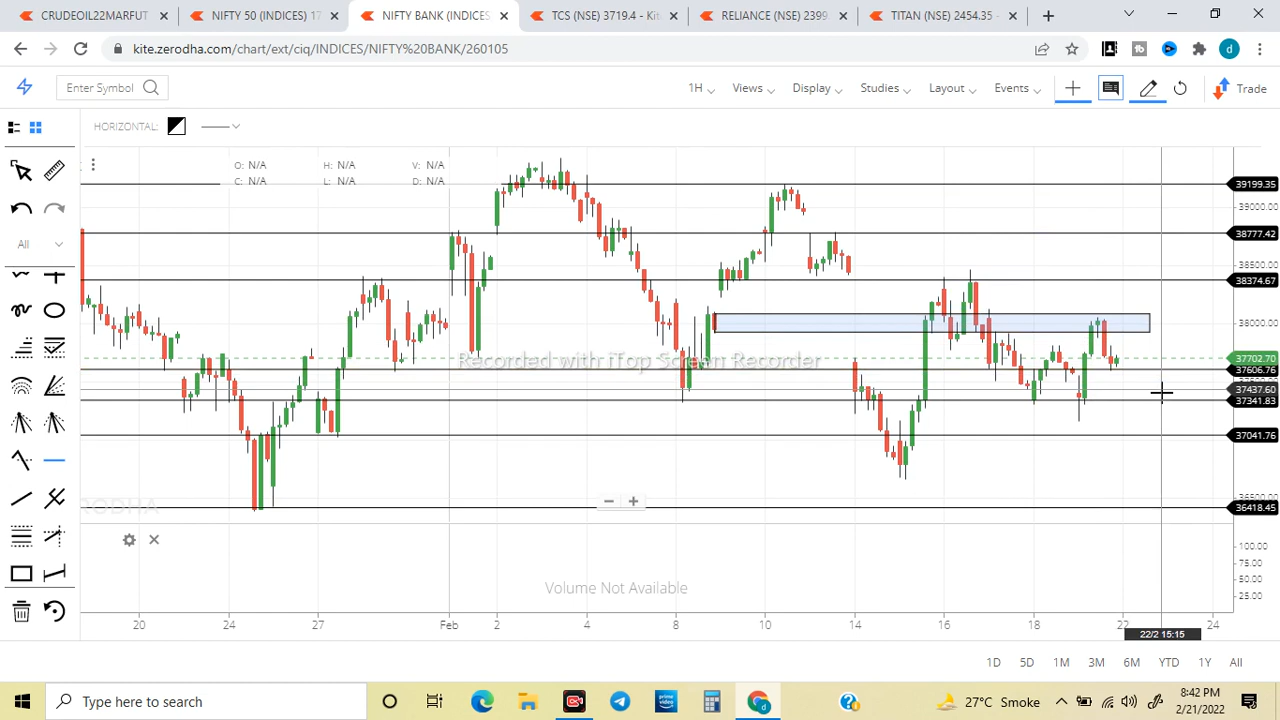 CRUDEOIL22MARFUT
NIFTY 50 (INDICES) 17
NIFTY BANK (INDICES
TCS (NSE) 3719.4 - Kit
RELIANCE (NSE) 2399
TITAN (NSE) 2454.35 -
kite.zerodha.com/chart/ext/ciq/INDICES/NIFTY%20BANK/260105
Enter Symbol
1H
Views
Display
Studies
Layout
Events
Trade
HORIZONTAL:
O: N/A
H: N/A
V: N/A
C: N/A
L: N/A
D: N/A
All
39199.35
39000.00
38777.42
38500.00
38374.67
38000.00
37702.70
37606.76
37437.60
37341.83
37041.76
36418.45
Recorded with iTop Screen Recorder
Volume Not Available
100.00
75.00
50.00
25.00
20
24
27
Feb
2
4
8
10
14
16
18
22
24
22/2 15:15
1D
5D
1M
3M
6M
YTD
1Y
All
Type here to search
27°C Smoke
8:42 PM
2/21/2022